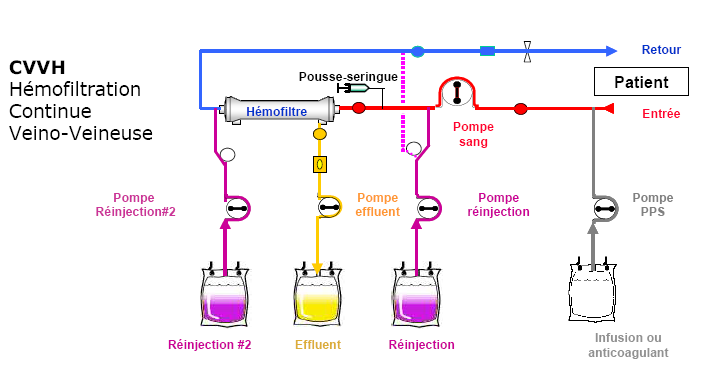 CVVH
Hémofiltration
Continue
Veino-Veineuse
Retour
Patient
Entrée
Pousse-seringue
Hémofiltre
Pompe
sang
Pompe
Réinjection#2
Pompe
effluent
Pompe
réinjection
Pompe
PPS
Réinjection #2
Effluent
Réinjection
Infusion ou
anticoagulant